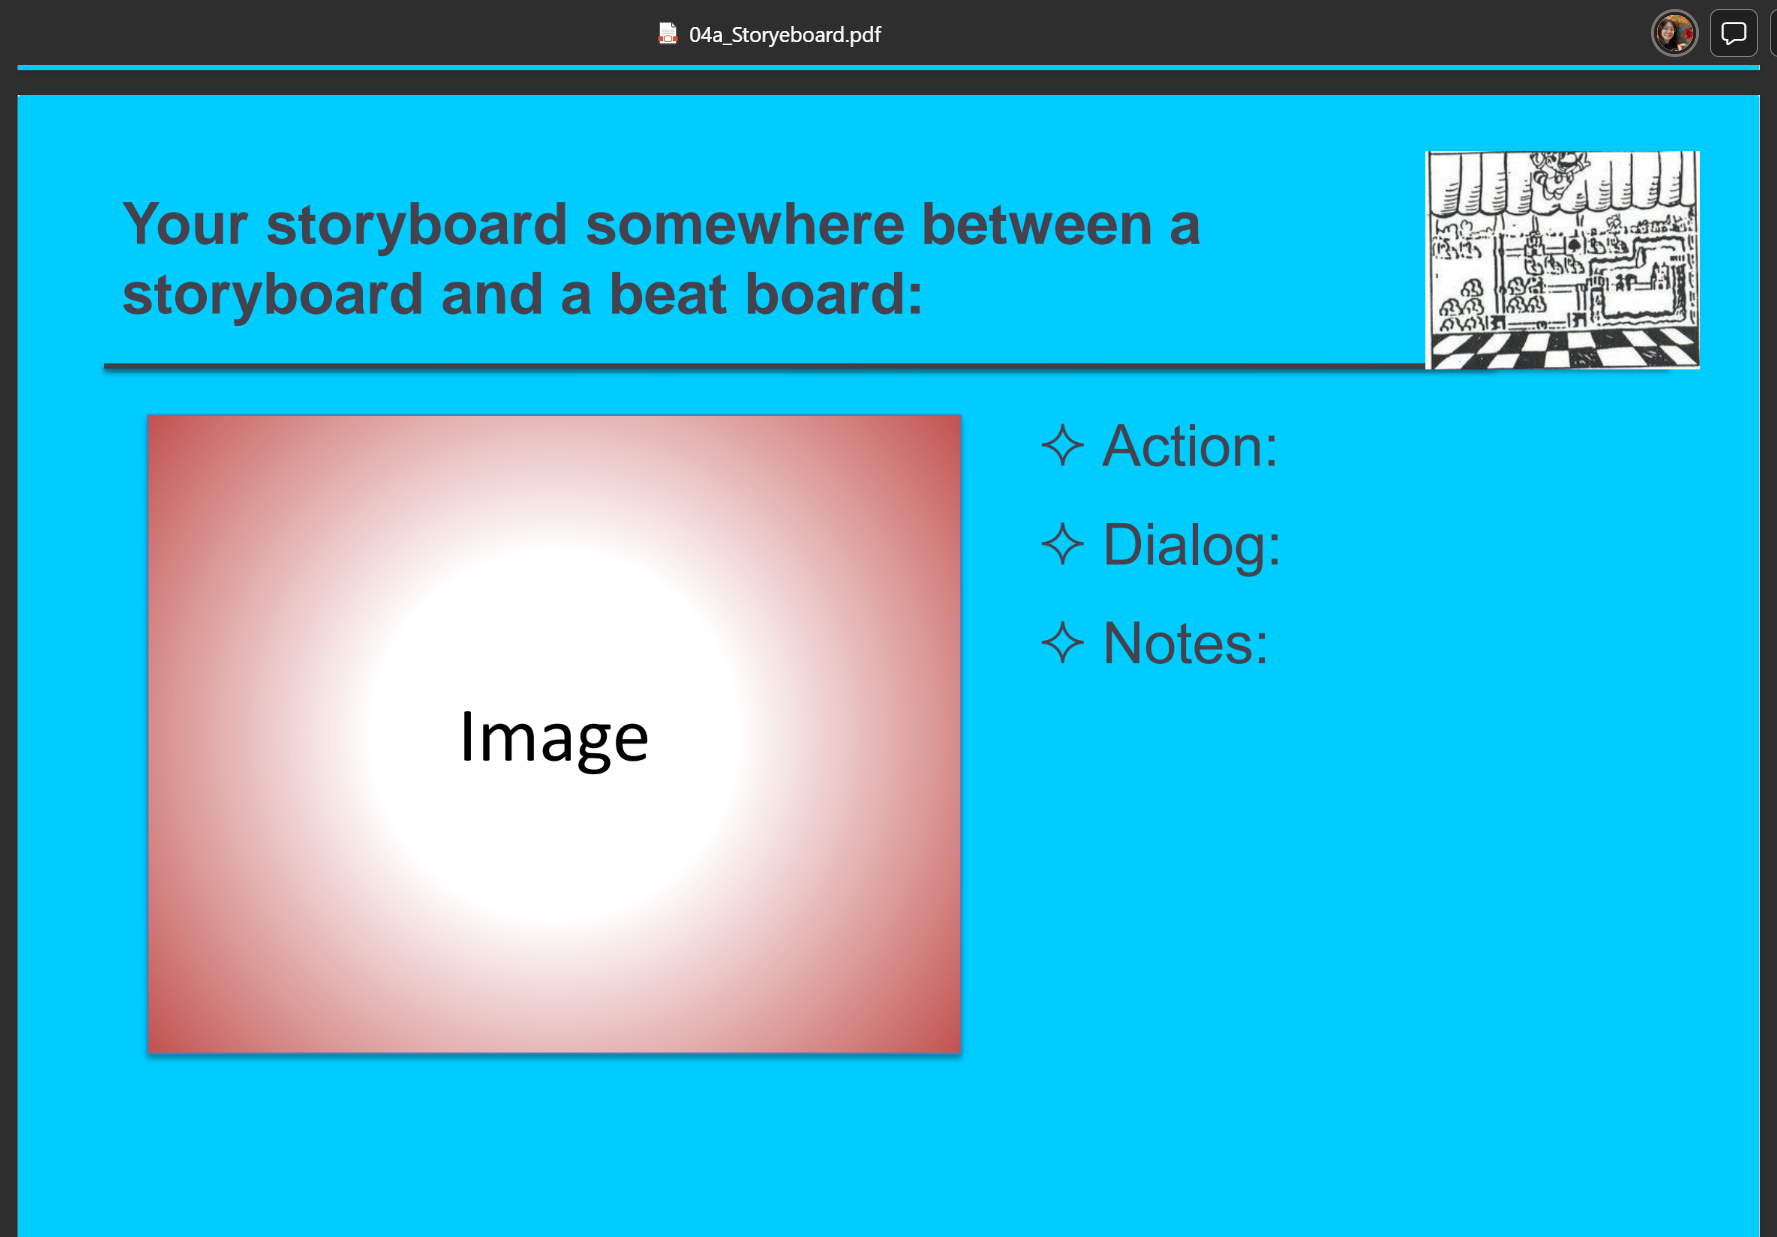 04a_Storyeboard.pdf
Your storyboard somewhere between a
storyboard and a beat board:
Image
✧ Action:
✧ Dialog:
✧ Notes: